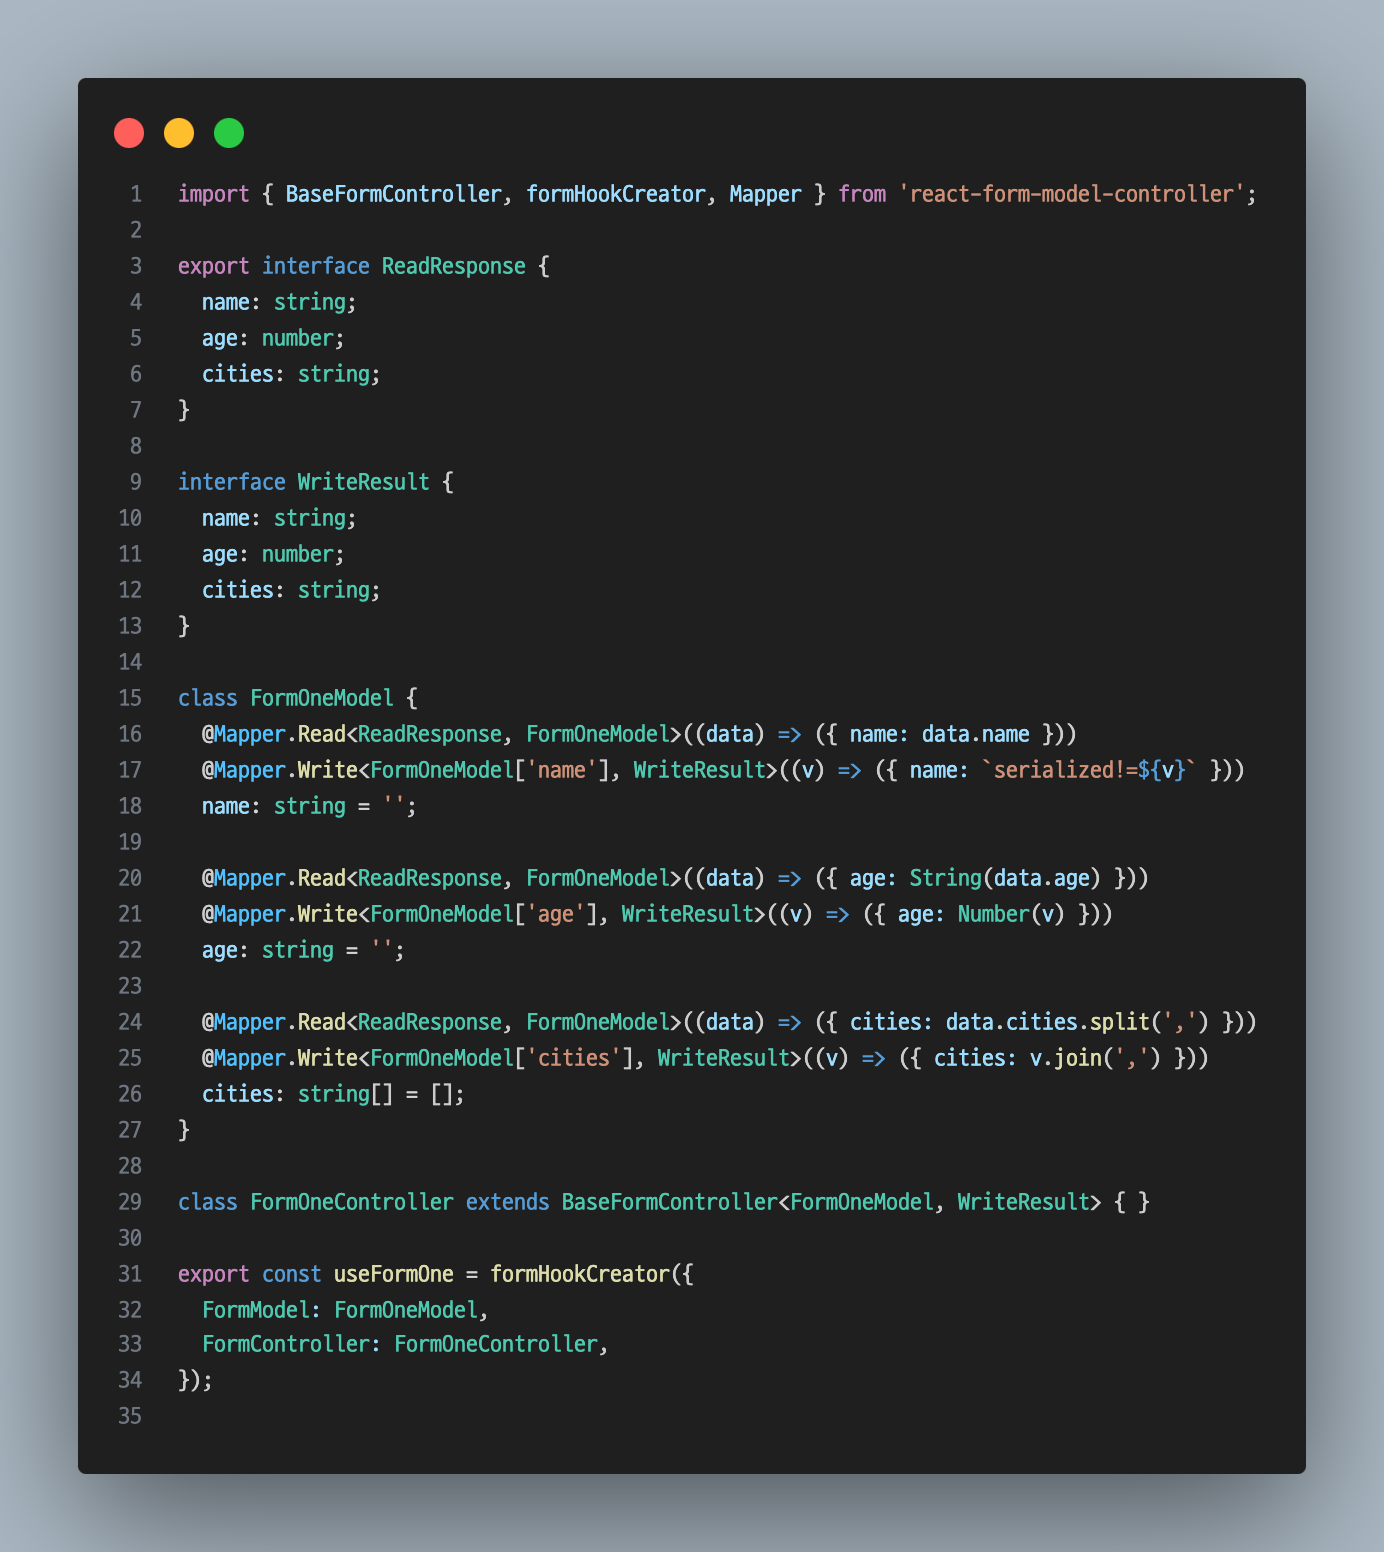 1 import { BaseFormController, formHookCreator, Mapper } from 'react-form-model-controller';
2
3 export interface ReadResponse {
4   name: string;
5   age: number;
6   cities: string;
7 }
8
9 interface WriteResult {
10   name: string;
11   age: number;
12   cities: string;
13 }
14
15 class FormOneModel {
16   @Mapper.Read<ReadResponse, FormOneModel>((data) => ({ name: data.name }))
17   @Mapper.Write<FormOneModel['name'], WriteResult>((v) => ({ name: `serialized!=${v}` }))
18   name: string = '';
19
20   @Mapper.Read<ReadResponse, FormOneModel>((data) => ({ age: String(data.age) }))
21   @Mapper.Write<FormOneModel['age'], WriteResult>((v) => ({ age: Number(v) }))
22   age: string = '';
23
24   @Mapper.Read<ReadResponse, FormOneModel>((data) => ({ cities: data.cities.split(',') }))
25   @Mapper.Write<FormOneModel['cities'], WriteResult>((v) => ({ cities: v.join(',') }))
26   cities: string[] = [];
27 }
28
29 class FormOneController extends BaseFormController<FormOneModel, WriteResult> { }
30
31 export const useFormOne = formHookCreator({
32   FormModel: FormOneModel,
33   FormController: FormOneController,
34 });
35